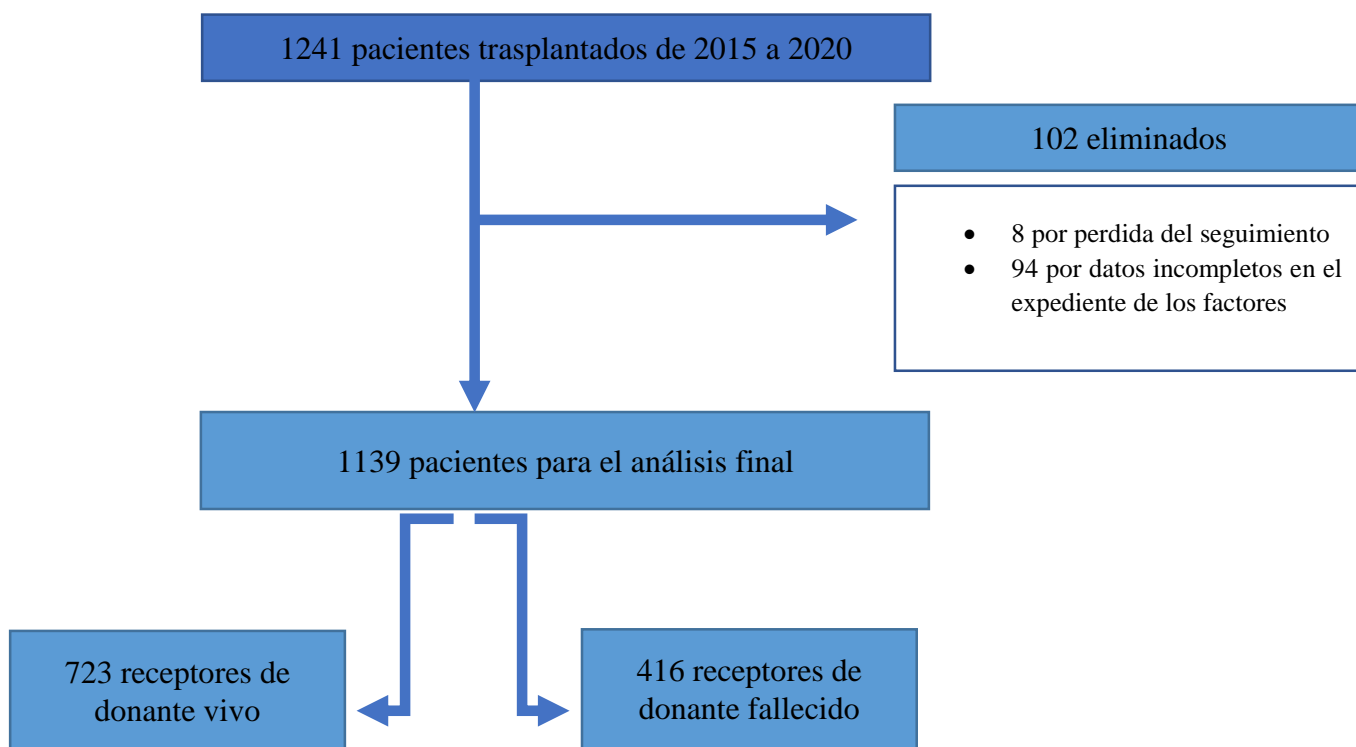 1241 pacientes trasplantados de 2015 a 2020
102 eliminados
• 8 por perdida del seguimiento
• 94 por datos incompletos en el
expediente de los factores
1139 pacientes para el análisis final
723 receptores de
donante vivo
416 receptores de
donante fallecido